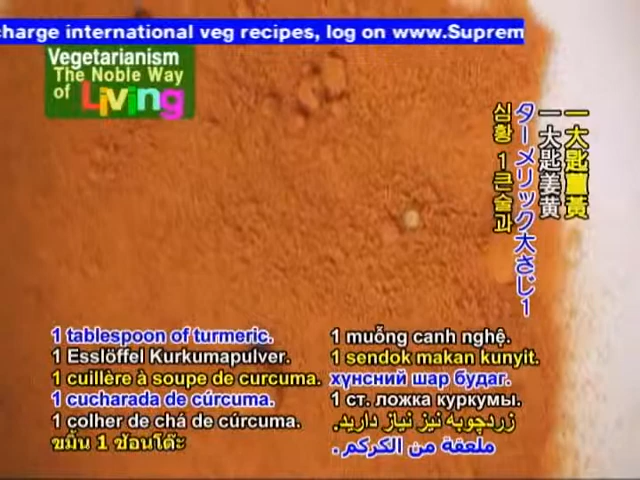 charge international veg recipes, log on www.Suprem
Vegetarianism
The Noble Way
of Living
一大匙薑黃
一大匙姜黄
ターメリック大さじ1
심황 1큰술과
1 tablespoon of turmeric.
1 Esslöffel Kurkumapulver.
1 cuillère à soupe de curcuma.
1 cucharada de cúrcuma.
1 colher de chá de cúrcuma.
ขมิ้น 1 ช้อนโต๊ะ
1 muỗng canh nghệ.
1 sendok makan kunyit.
хүнсний шар будаг.
1 ст. ложка куркумы.
زردچوبه نیز نیاز دارید.
ملعقة من الكركم.